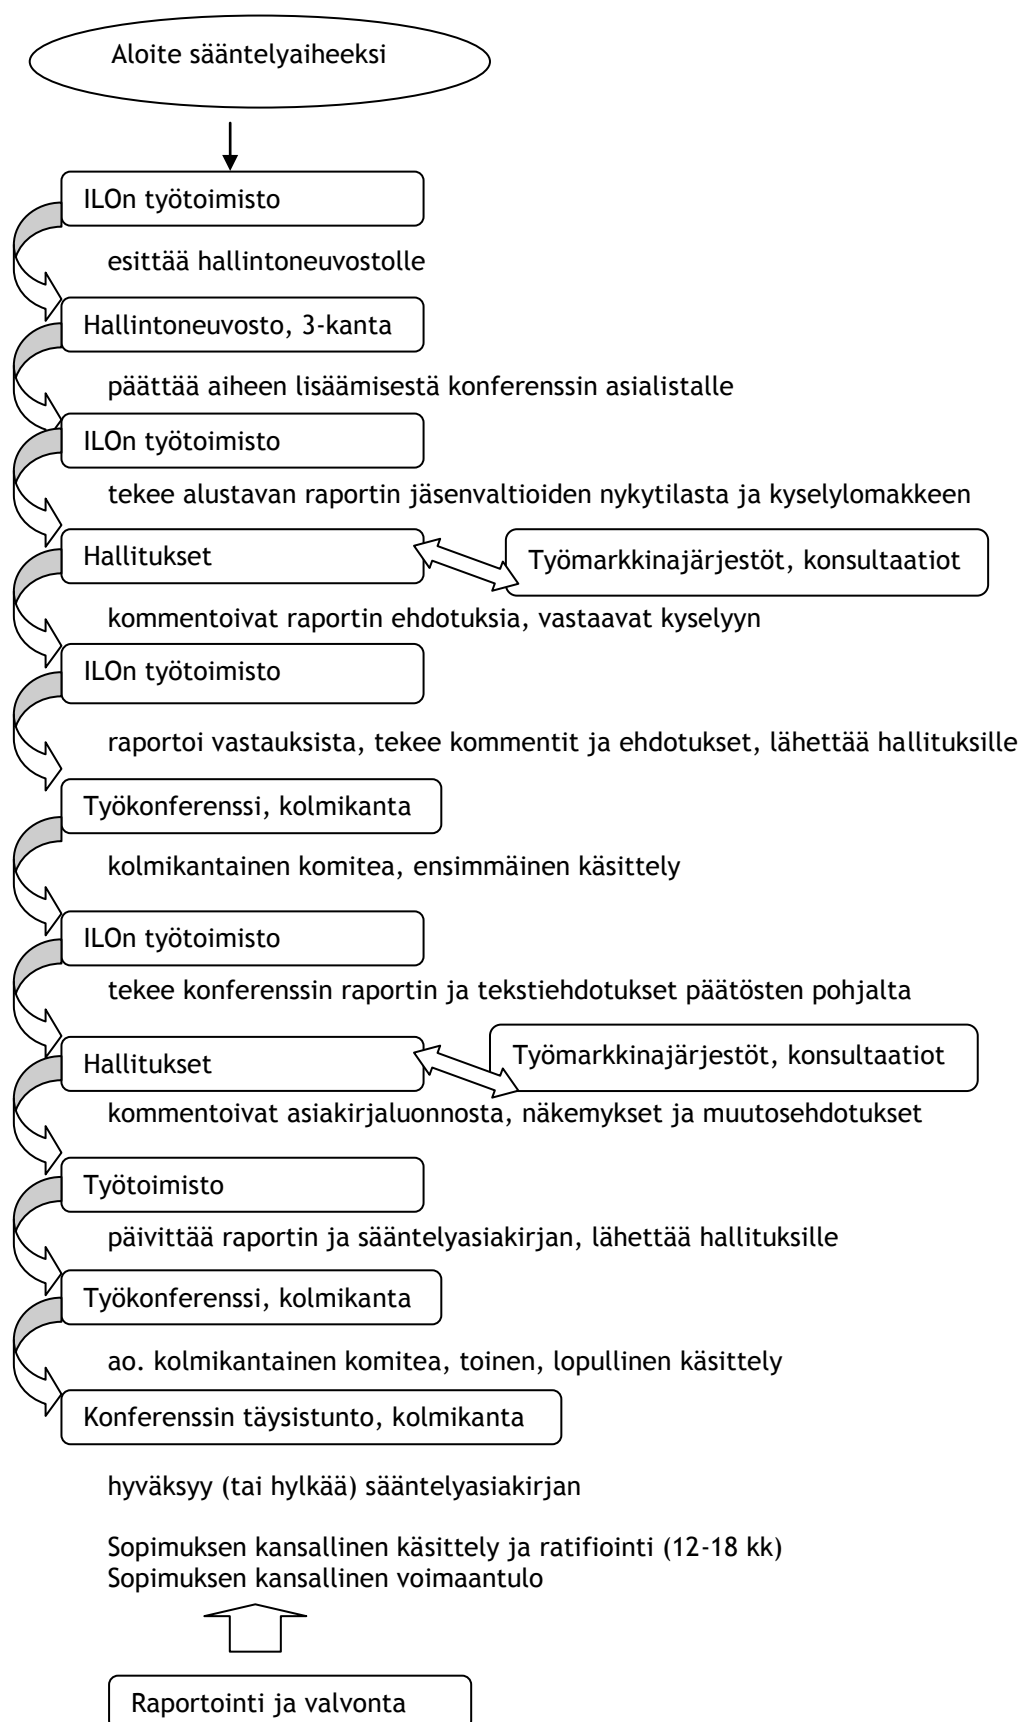 Aloite sääntelyaiheeksi
ILOn työtoimisto
esittää hallintoneuvostolle
Hallintoneuvosto, 3-kanta
päättää aiheen lisäämisestä konferenssin asialistalle
ILOn työtoimisto
tekee alustavan raportin jäsenvaltioiden nykytilasta ja kyselylomakkeen
Hallitukset
Työmarkkinajärjestöt, konsultaatiot
kommentoivat raportin ehdotuksia, vastaavat kyselyyn
ILOn työtoimisto
raportoi vastauksista, tekee kommentit ja ehdotukset, lähettää hallituksille
Työkonferenssi, kolmikanta
kolmikantainen komitea, ensimmäinen käsittely
ILOn työtoimisto
tekee konferenssin raportin ja tekstiehdotukset päätösten pohjalta
Hallitukset
Työmarkkinajärjestöt, konsultaatiot
kommentoivat asiakirjaluonnosta, näkemykset ja muutosehdotukset
Työtoimisto
päivittää raportin ja sääntelyasiakirjan, lähettää hallituksille
Työkonferenssi, kolmikanta
ao. kolmikantainen komitea, toinen, lopullinen käsittely
Konferenssin täysistunto, kolmikanta
hyväksyy (tai hylkää) sääntelyasiakirjan
Sopimuksen kansallinen käsittely ja ratifiointi (12-18 kk)
Sopimuksen kansallinen voimaantulo
Raportointi ja valvonta